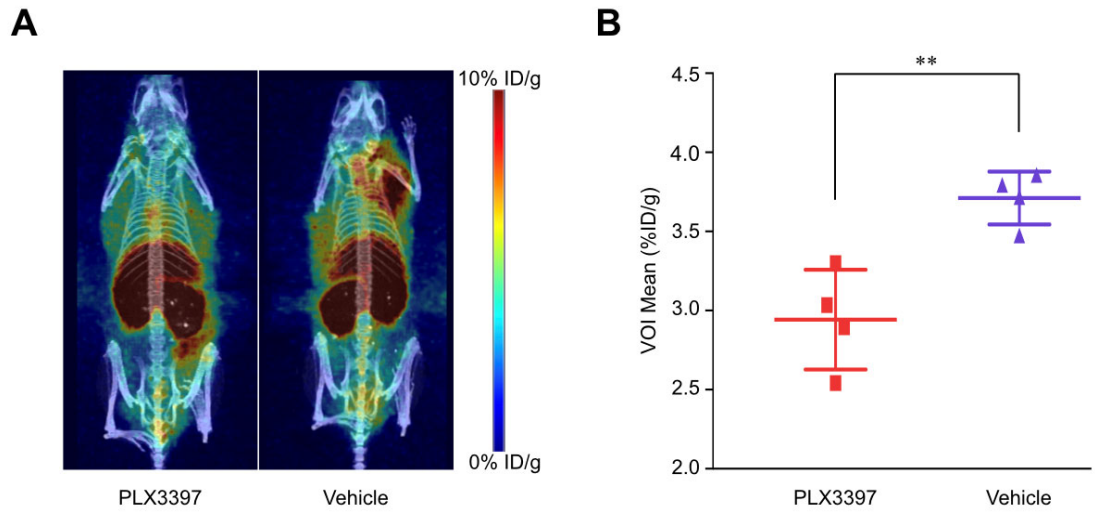 A
10% ID/g
0% ID/g
PLX3397
Vehicle
B
**
VOI Mean (%ID/g)
4.5
4.0
3.5
3.0
2.5
2.0
PLX3397
Vehicle